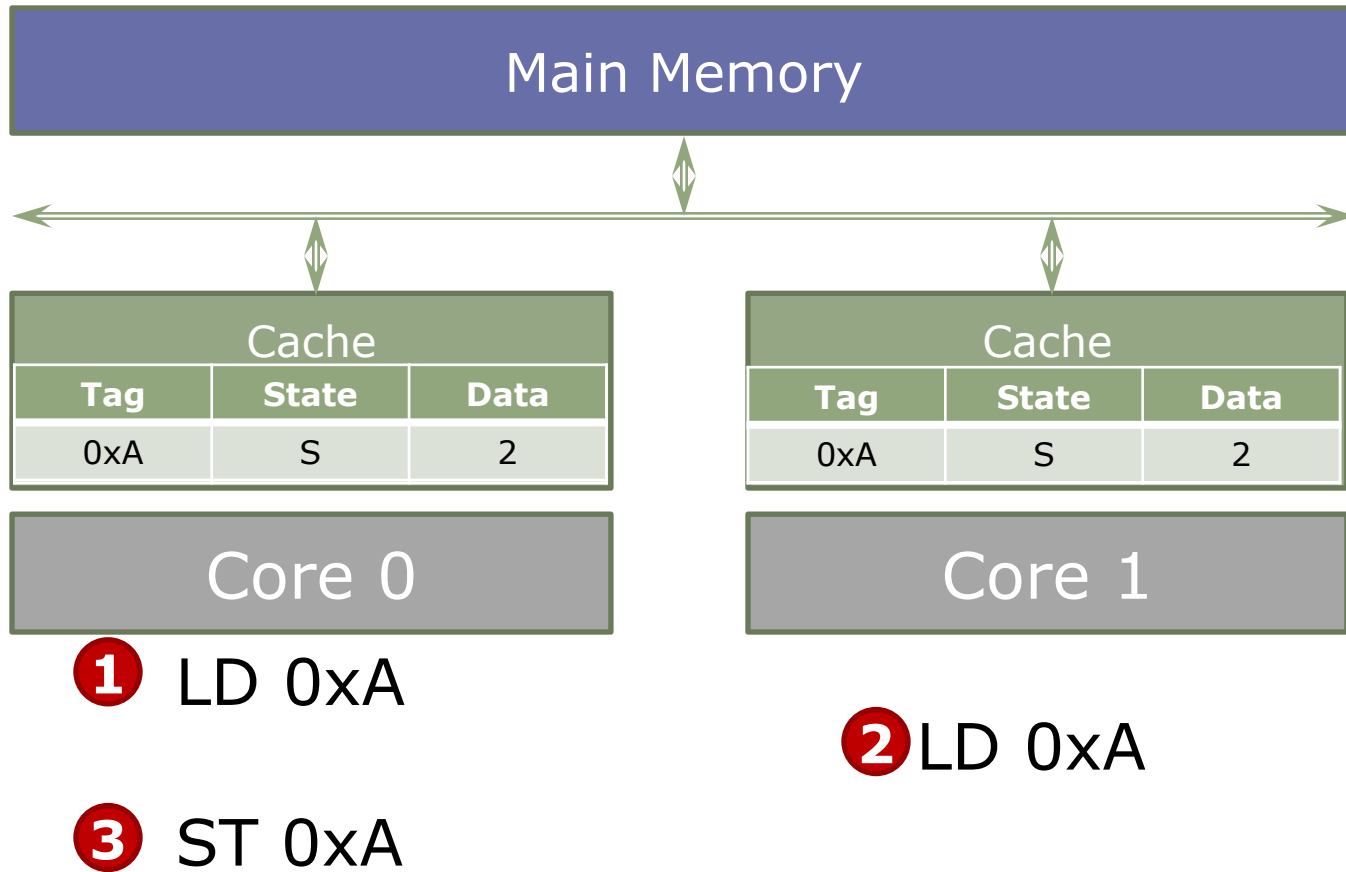 Main Memory
Cache
Tag State Data
0xA S 2
Core 0
Cache
Tag State Data
0xA S 2
Core 1
1 LD 0xA
2 LD 0xA
3 ST 0xA